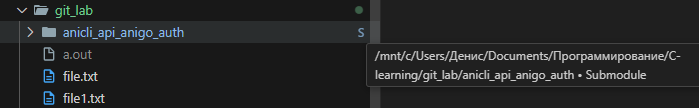 git_lab
anicli_api_anigo_auth
S
a.out
/mnt/c/Users/Денис/Documents/Программирование/C-
file.txt
learning/git_lab/anicli_api_anigo_auth • Submodule
file1.txt